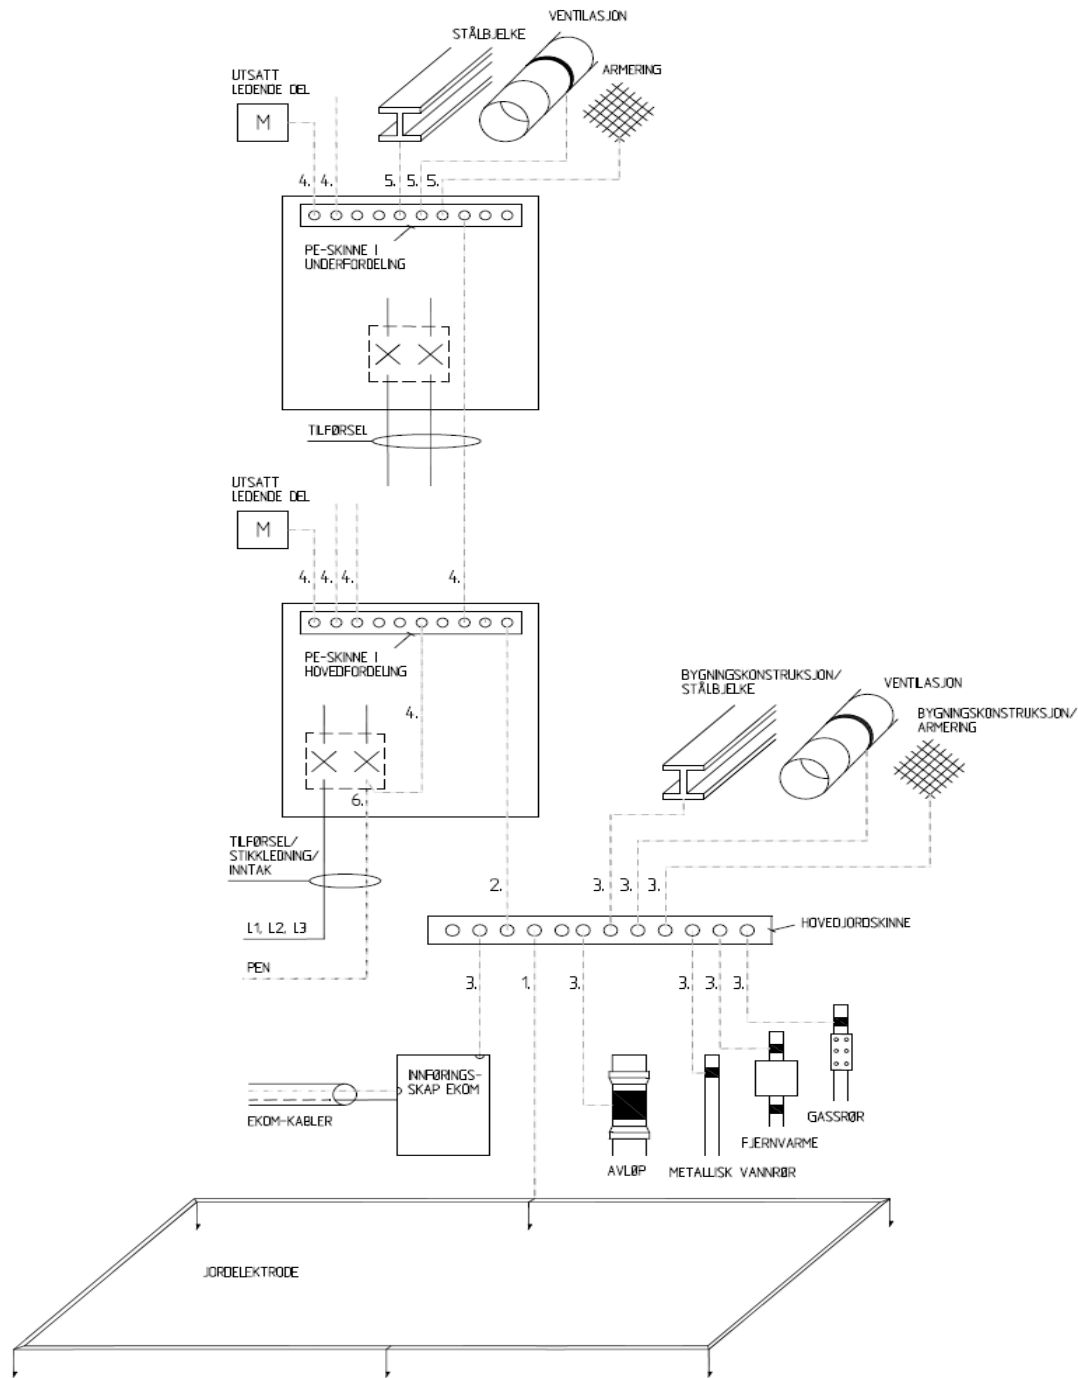 VENTILASJON
STÅLBJELKE
ARMERING
UTSATT
LEDENDE DEL
M
4. 4. 5. 5. 5.
PE-SKINNE I
UNDERFORDELING
TILFØRSEL
UTSATT
LEDENDE DEL
M
4. 4. 4. 4.
PE-SKINNE I
HOVEDFORDELING
4.
6.
BYGNINGSKONSTRUKSJON/
STÅLBJELKE
VENTILASJON
BYGNINGSKONSTRUKSJON/
ARMERING
TILFØRSEL/
STIKKLEDNING/
INNTAK
L1, L2, L3
PEN
2. 3. 3. 3.
HOVEDJORDSKINNE
3. 1. 3. 3. 3. 3.
INNFØRINGS-
SKAP EKOM
EKOM-KABLER
AVLØP
METALLISK VANNRØR
FJERNVARME
GASSRØR
JORDELEKTRODE